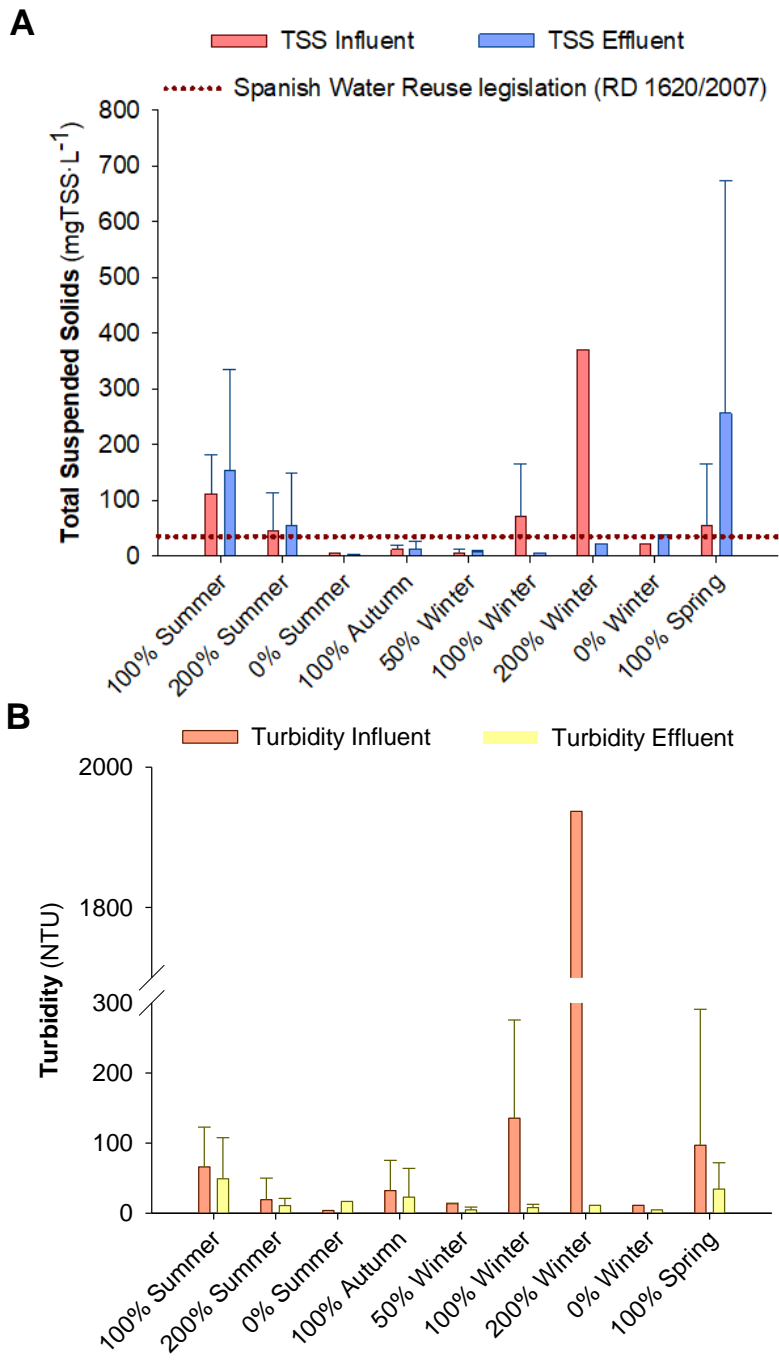 A
TSS Influent TSS Effluent
Spanish Water Reuse legislation (RD 1620/2007)
Total Suspended Solids (mgTSS·L⁻¹)
800
700
600
500
400
300
200
100
0
100% Summer
200% Summer
0% Summer
100% Autumn
50% Winter
100% Winter
200% Winter
0% Winter
100% Spring
B
Turbidity Influent Turbidity Effluent
Turbidity (NTU)
2000
1800
300
200
100
0
100% Summer
200% Summer
0% Summer
100% Autumn
50% Winter
100% Winter
200% Winter
0% Winter
100% Spring